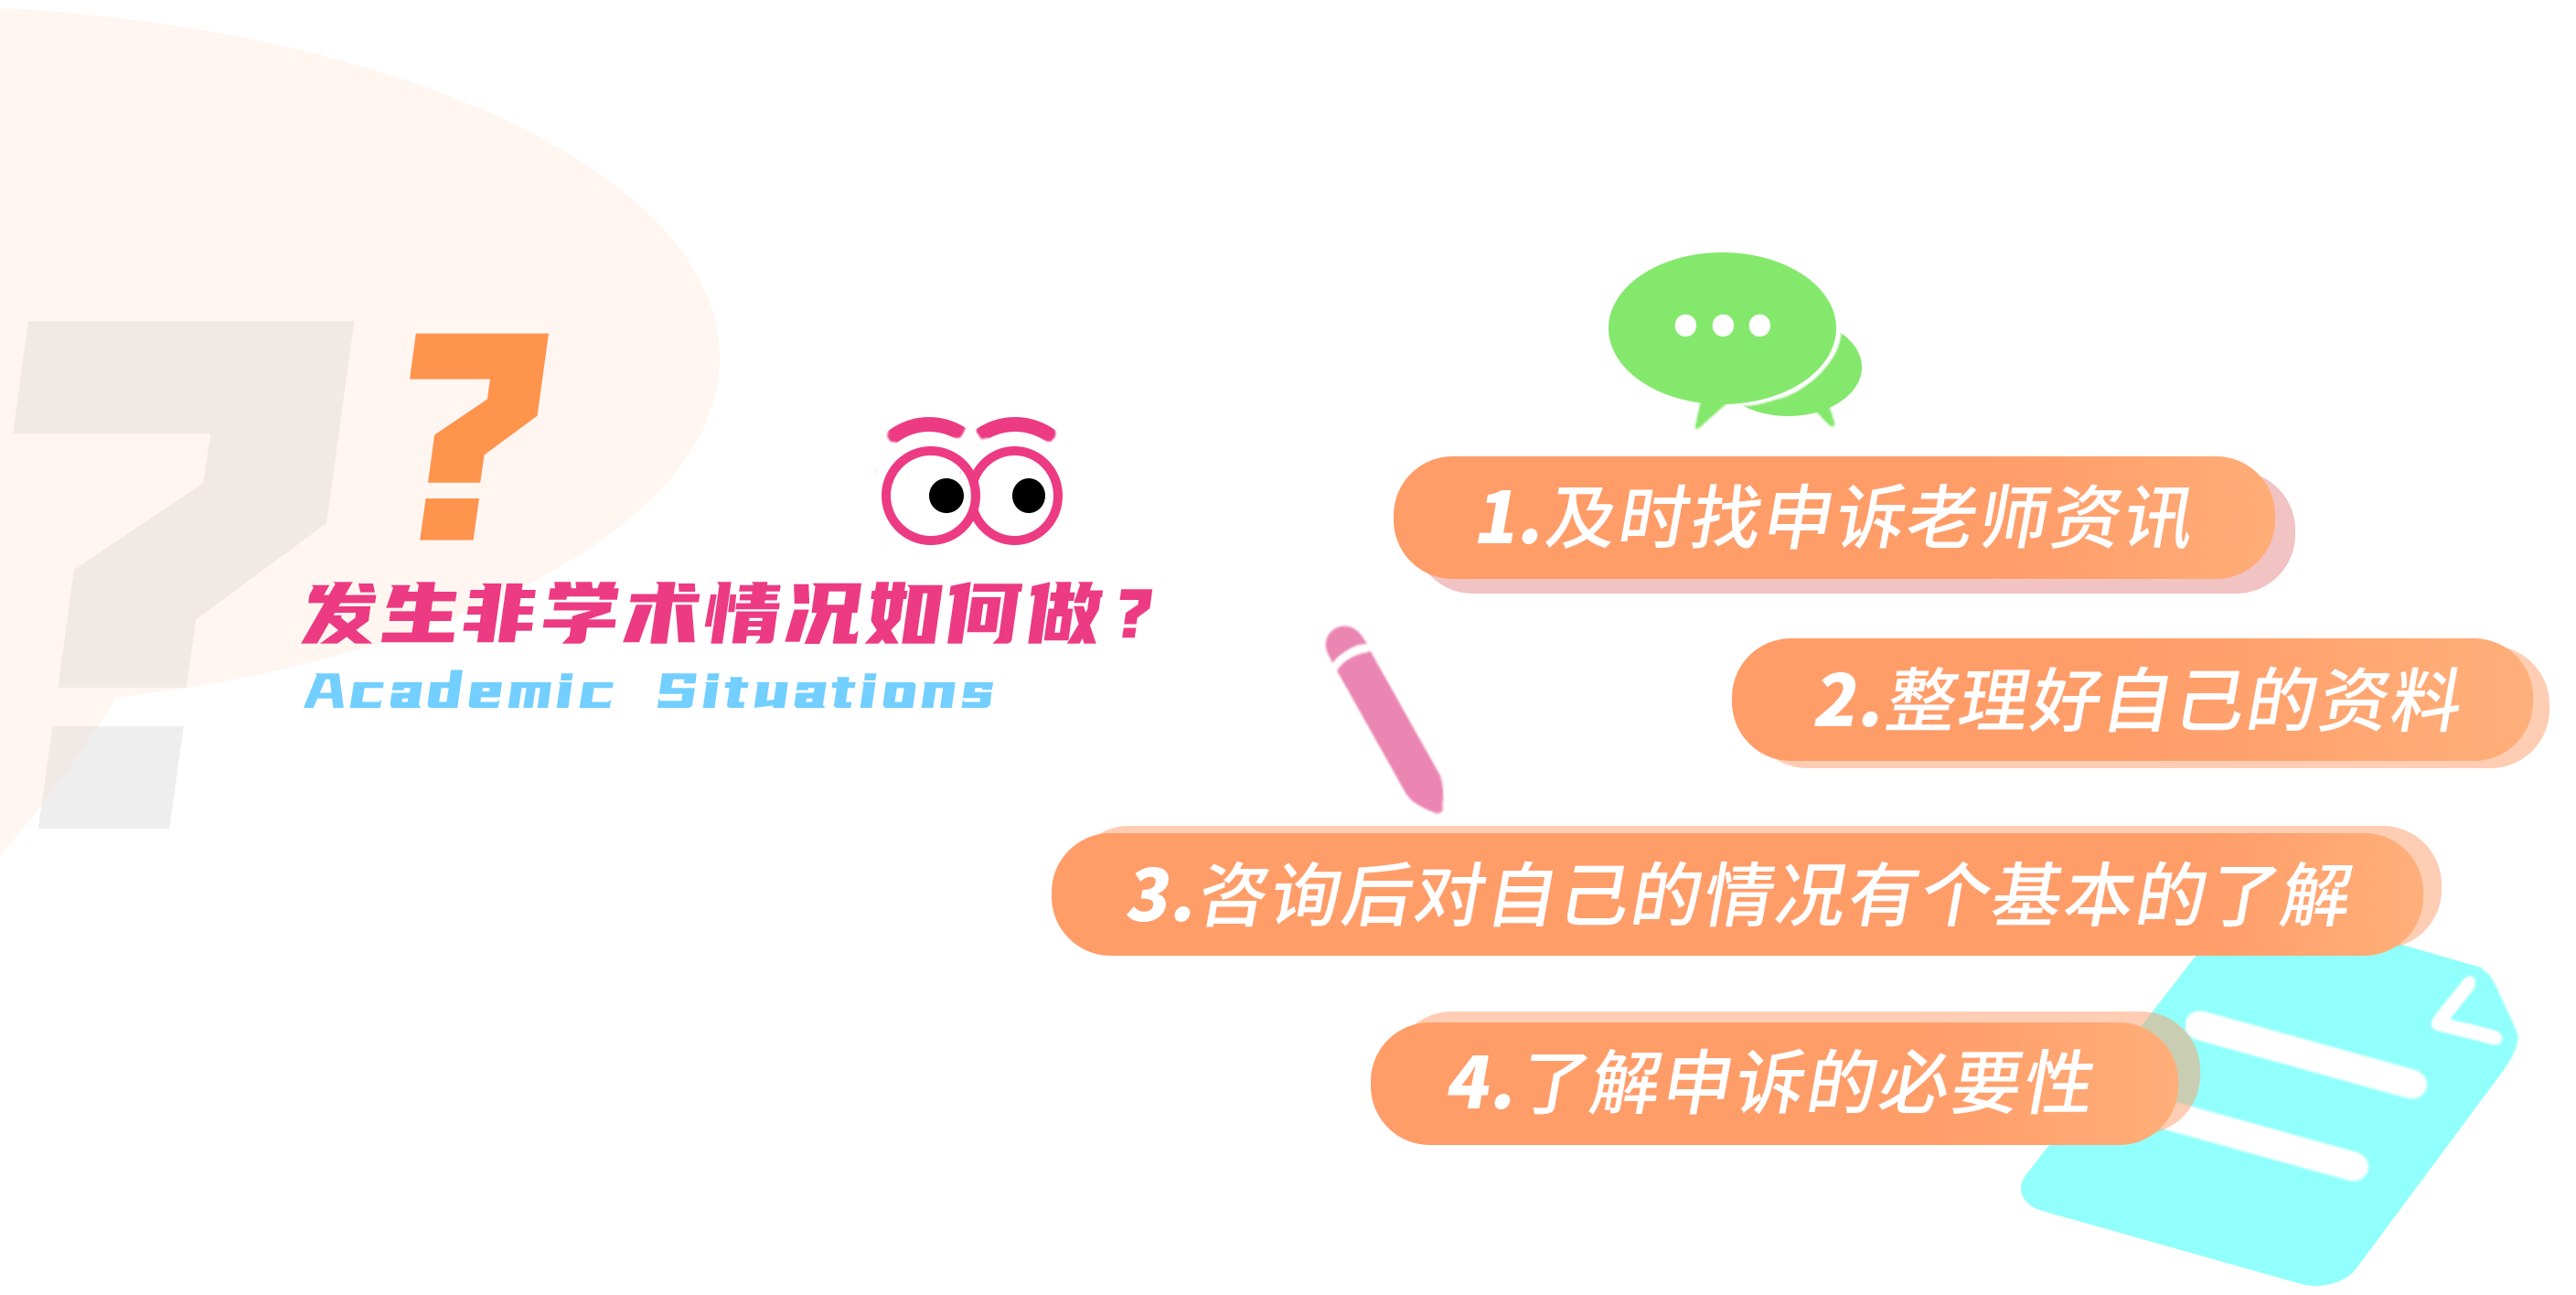 ?
?
发生非学术情况如何做?
Academic Situations
1.及时找申诉老师资讯
2.整理好自己的资料
3.咨询后对自己的情况有个基本的了解
4.了解申诉的必要性